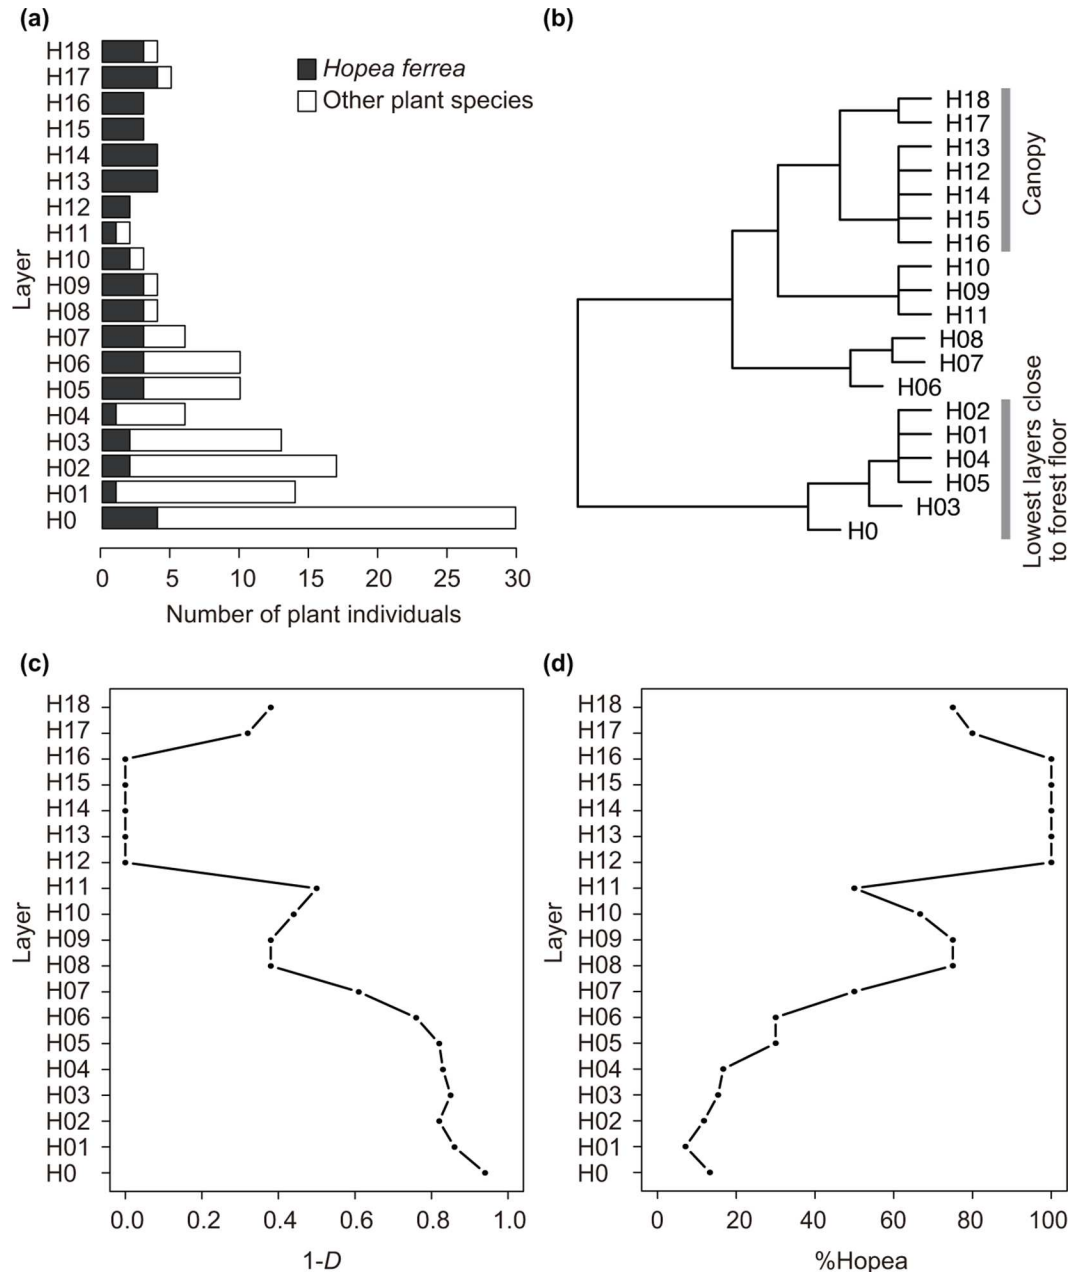 (a)
H18
H17
H16
H15
H14
H13
H12
H11
H10
H09
H08
H07
H06
H05
H04
H03
H02
H01
H0
Layer
Hopea ferrea
Other plant species
0 5 10 15 20 25 30
Number of plant individuals
(b)
H18
H17
H13
H12
H14
H15
H16
H10
H09
H11
H08
H07
H06
H02
H01
H04
H05
H03
H0
Canopy
Lowest layers close
to forest floor
(c)
H18
H17
H16
H15
H14
H13
H12
H11
H10
H09
H08
H07
H06
H05
H04
H03
H02
H01
H0
Layer
0.0 0.2 0.4 0.6 0.8 1.0
1-D
(d)
H18
H17
H16
H15
H14
H13
H12
H11
H10
H09
H08
H07
H06
H05
H04
H03
H02
H01
H0
Layer
0 20 40 60 80 100
%Hopea